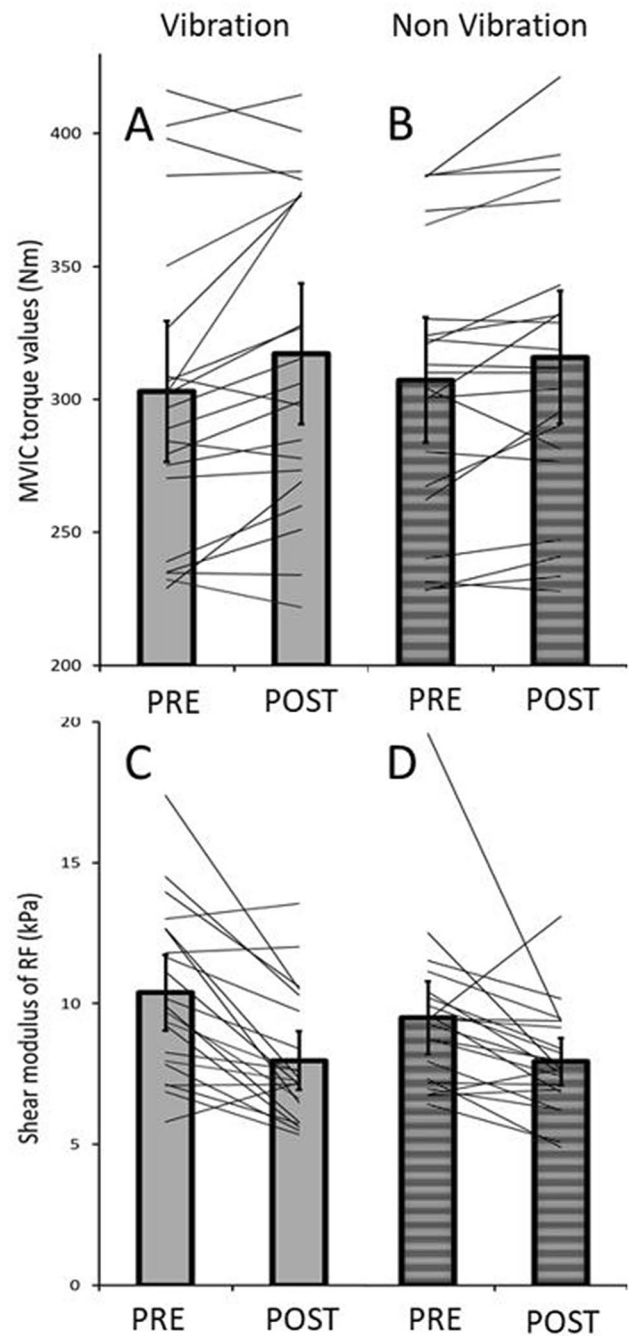 Vibration Non Vibration
A B
MVIC torque values (Nm)
400
350
300
250
200
PRE POST PRE POST
C D
Shear modulus of RF (kPa)
20
15
10
5
0
PRE POST PRE POST